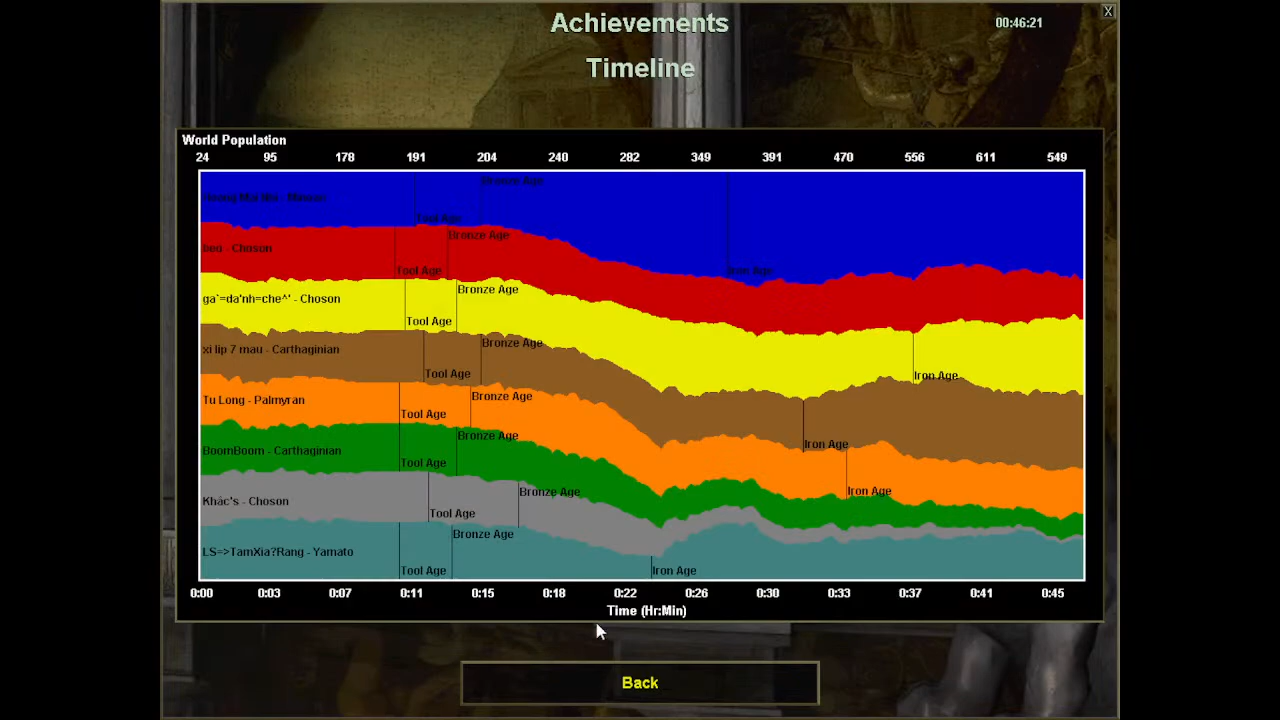 Achievements
00:46:21
X
Timeline
World Population
24 95 178 191 204 240 282 349 391 470 556 611 549
Bronze Age
Tool Age
Iron Age
Choson
Bronze Age
Tool Age
ga`=da'nh=che^' - Choson
Bronze Age
Tool Age
Iron Age
xi lip 7 mau - Carthaginian
Bronze Age
Tool Age
Iron Age
Tu Long - Palmyran
Bronze Age
Tool Age
Iron Age
BoomBoom - Carthaginian
Bronze Age
Tool Age
Khác's - Choson
Bronze Age
Tool Age
LS=>TamXia?Rang - Yamato
Bronze Age
Tool Age
Iron Age
0:00 0:03 0:07 0:11 0:15 0:18 0:22 0:26 0:30 0:33 0:37 0:41 0:45
Time (Hr:Min)
Back